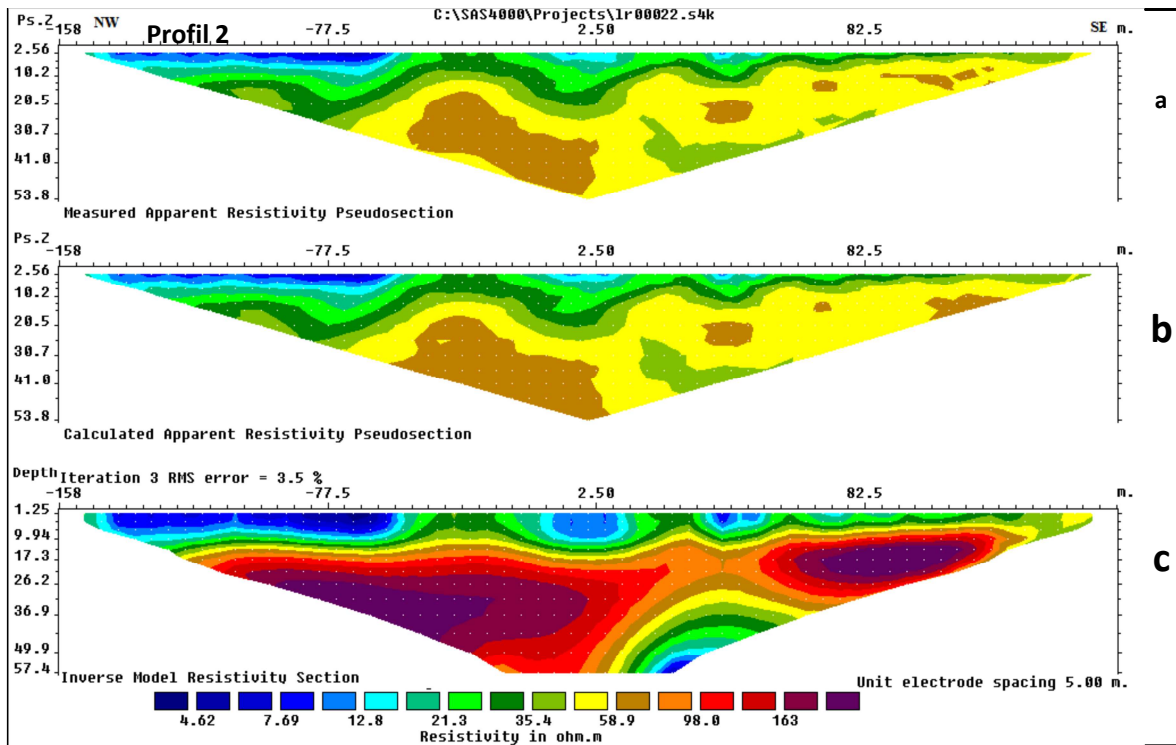 C:\SAS4000\Projects\lr00022.s4k
Ps.Z -158 NW -77.5 2.50 82.5 SE m.
Profil 2
2.56
10.2
20.5
30.7
41.0
53.8
Measured Apparent Resistivity Pseudosection
a
Ps.Z -158 -77.5 2.50 82.5 m.
2.56
10.2
20.5
30.7
41.0
53.8
Calculated Apparent Resistivity Pseudosection
b
Depth Iteration 3 RMS error = 3.5 %
-158 -77.5 2.50 82.5 m.
1.25
9.94
17.3
26.2
36.9
49.9
57.4
c
Inverse Model Resistivity Section
Unit electrode spacing 5.00 m.
4.62 7.69 12.8 21.3 35.4 58.9 98.0 163
Resistivity in ohm.m